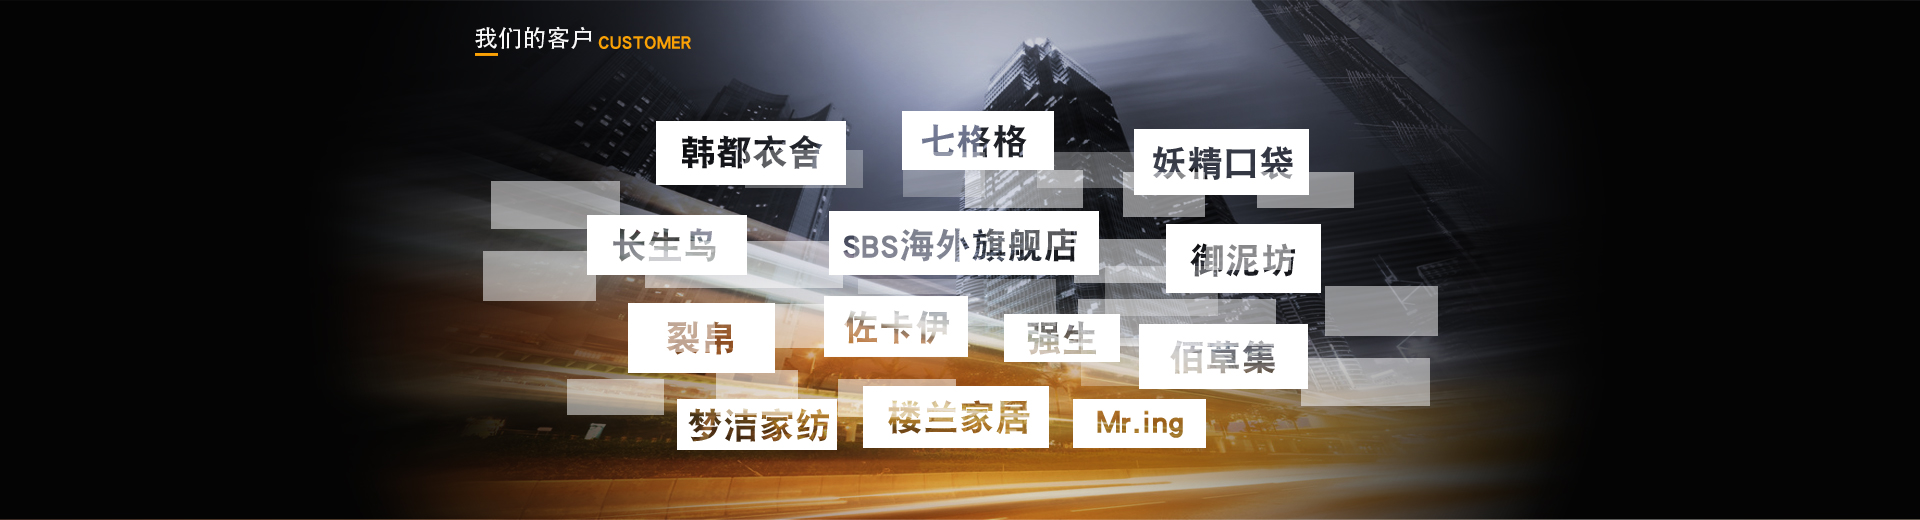 我们的客户 CUSTOMER
韩都衣舍
七格格
妖精口袋
长生鸟
SBS海外旗舰店
御泥坊
裂帛
佐卡伊
强生
佰草集
梦洁家纺
楼兰家居
Mr.ing